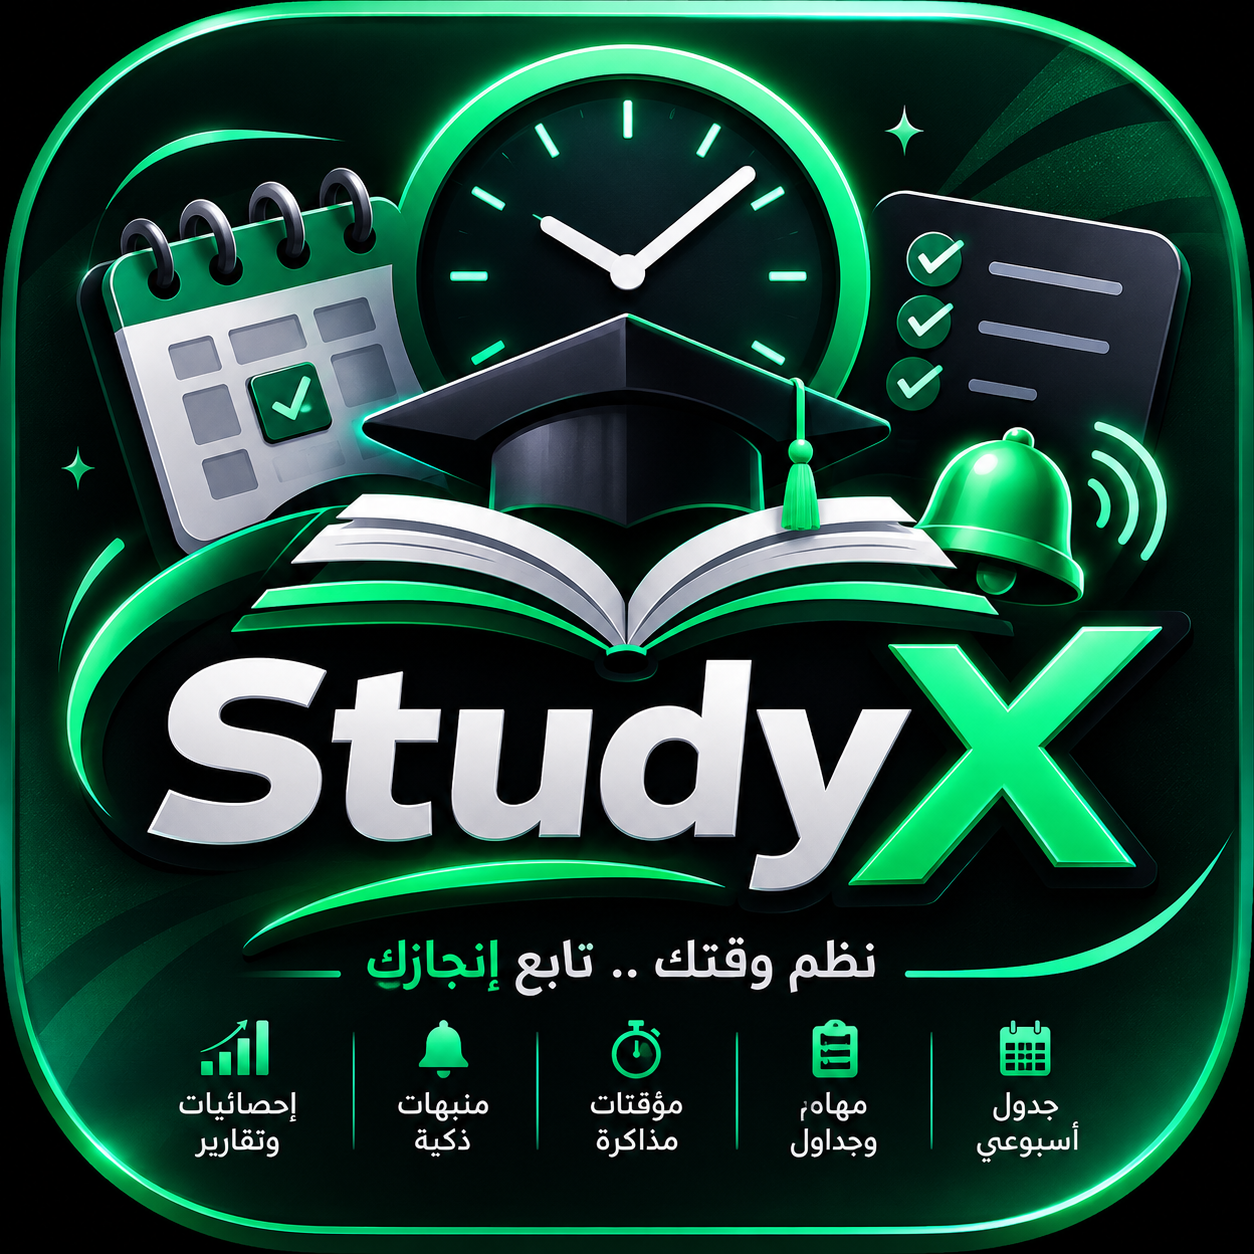 StudyX
نظم وقتك .. تابع إنجازك
جدول
أسبوعي
مهام
وجداول
مؤقتات
مذاكرة
منبهات
ذكية
إحصائيات
وتقارير